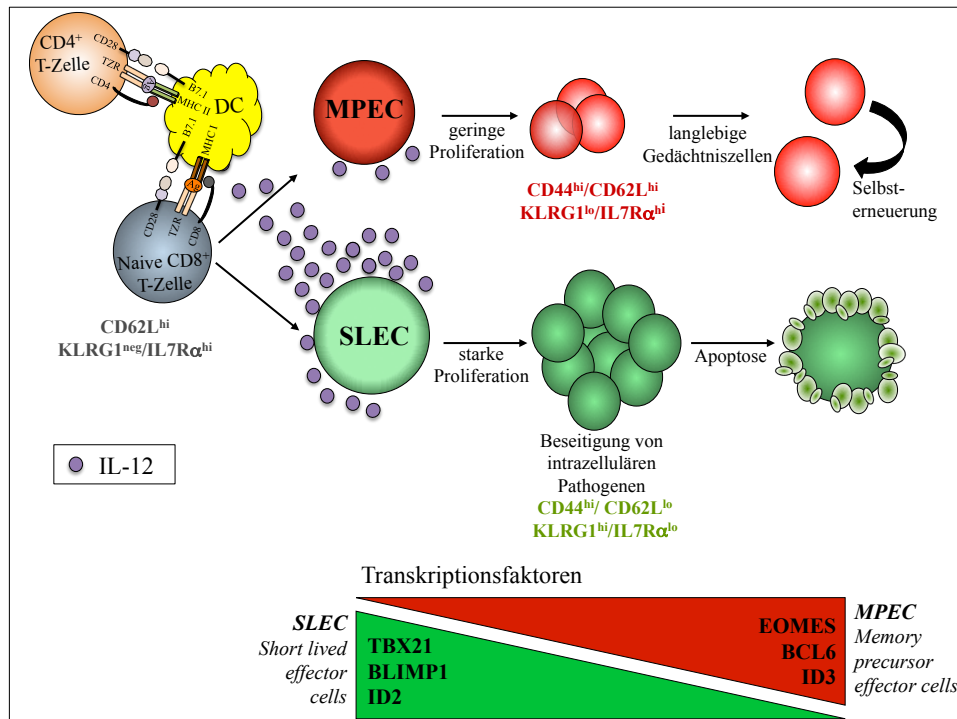 CD4+
T-Zelle
CD28
TZR
CD4
Ag
B7.1
MHC II
DC
B7.1
MHC I
Ag
CD28
TZR
CD8
Naive CD8+
T-Zelle
CD62Lhi
KLRG1neg/IL7Rαhi
MPEC
geringe
Proliferation
CD44hi/CD62Lhi
KLRG1lo/IL7Rαhi
langlebige
Gedächtniszellen
Selbst-
erneuerung
SLEC
starke
Proliferation
Apoptose
Beseitigung von
intrazellulären
Pathogenen
CD44hi/ CD62Llo
KLRG1hi/IL7Rαlo
IL-12
Transkriptionsfaktoren
SLEC
Short lived
effector
cells
TBX21
BLIMP1
ID2
EOMES
BCL6
ID3
MPEC
Memory
precursor
effector cells